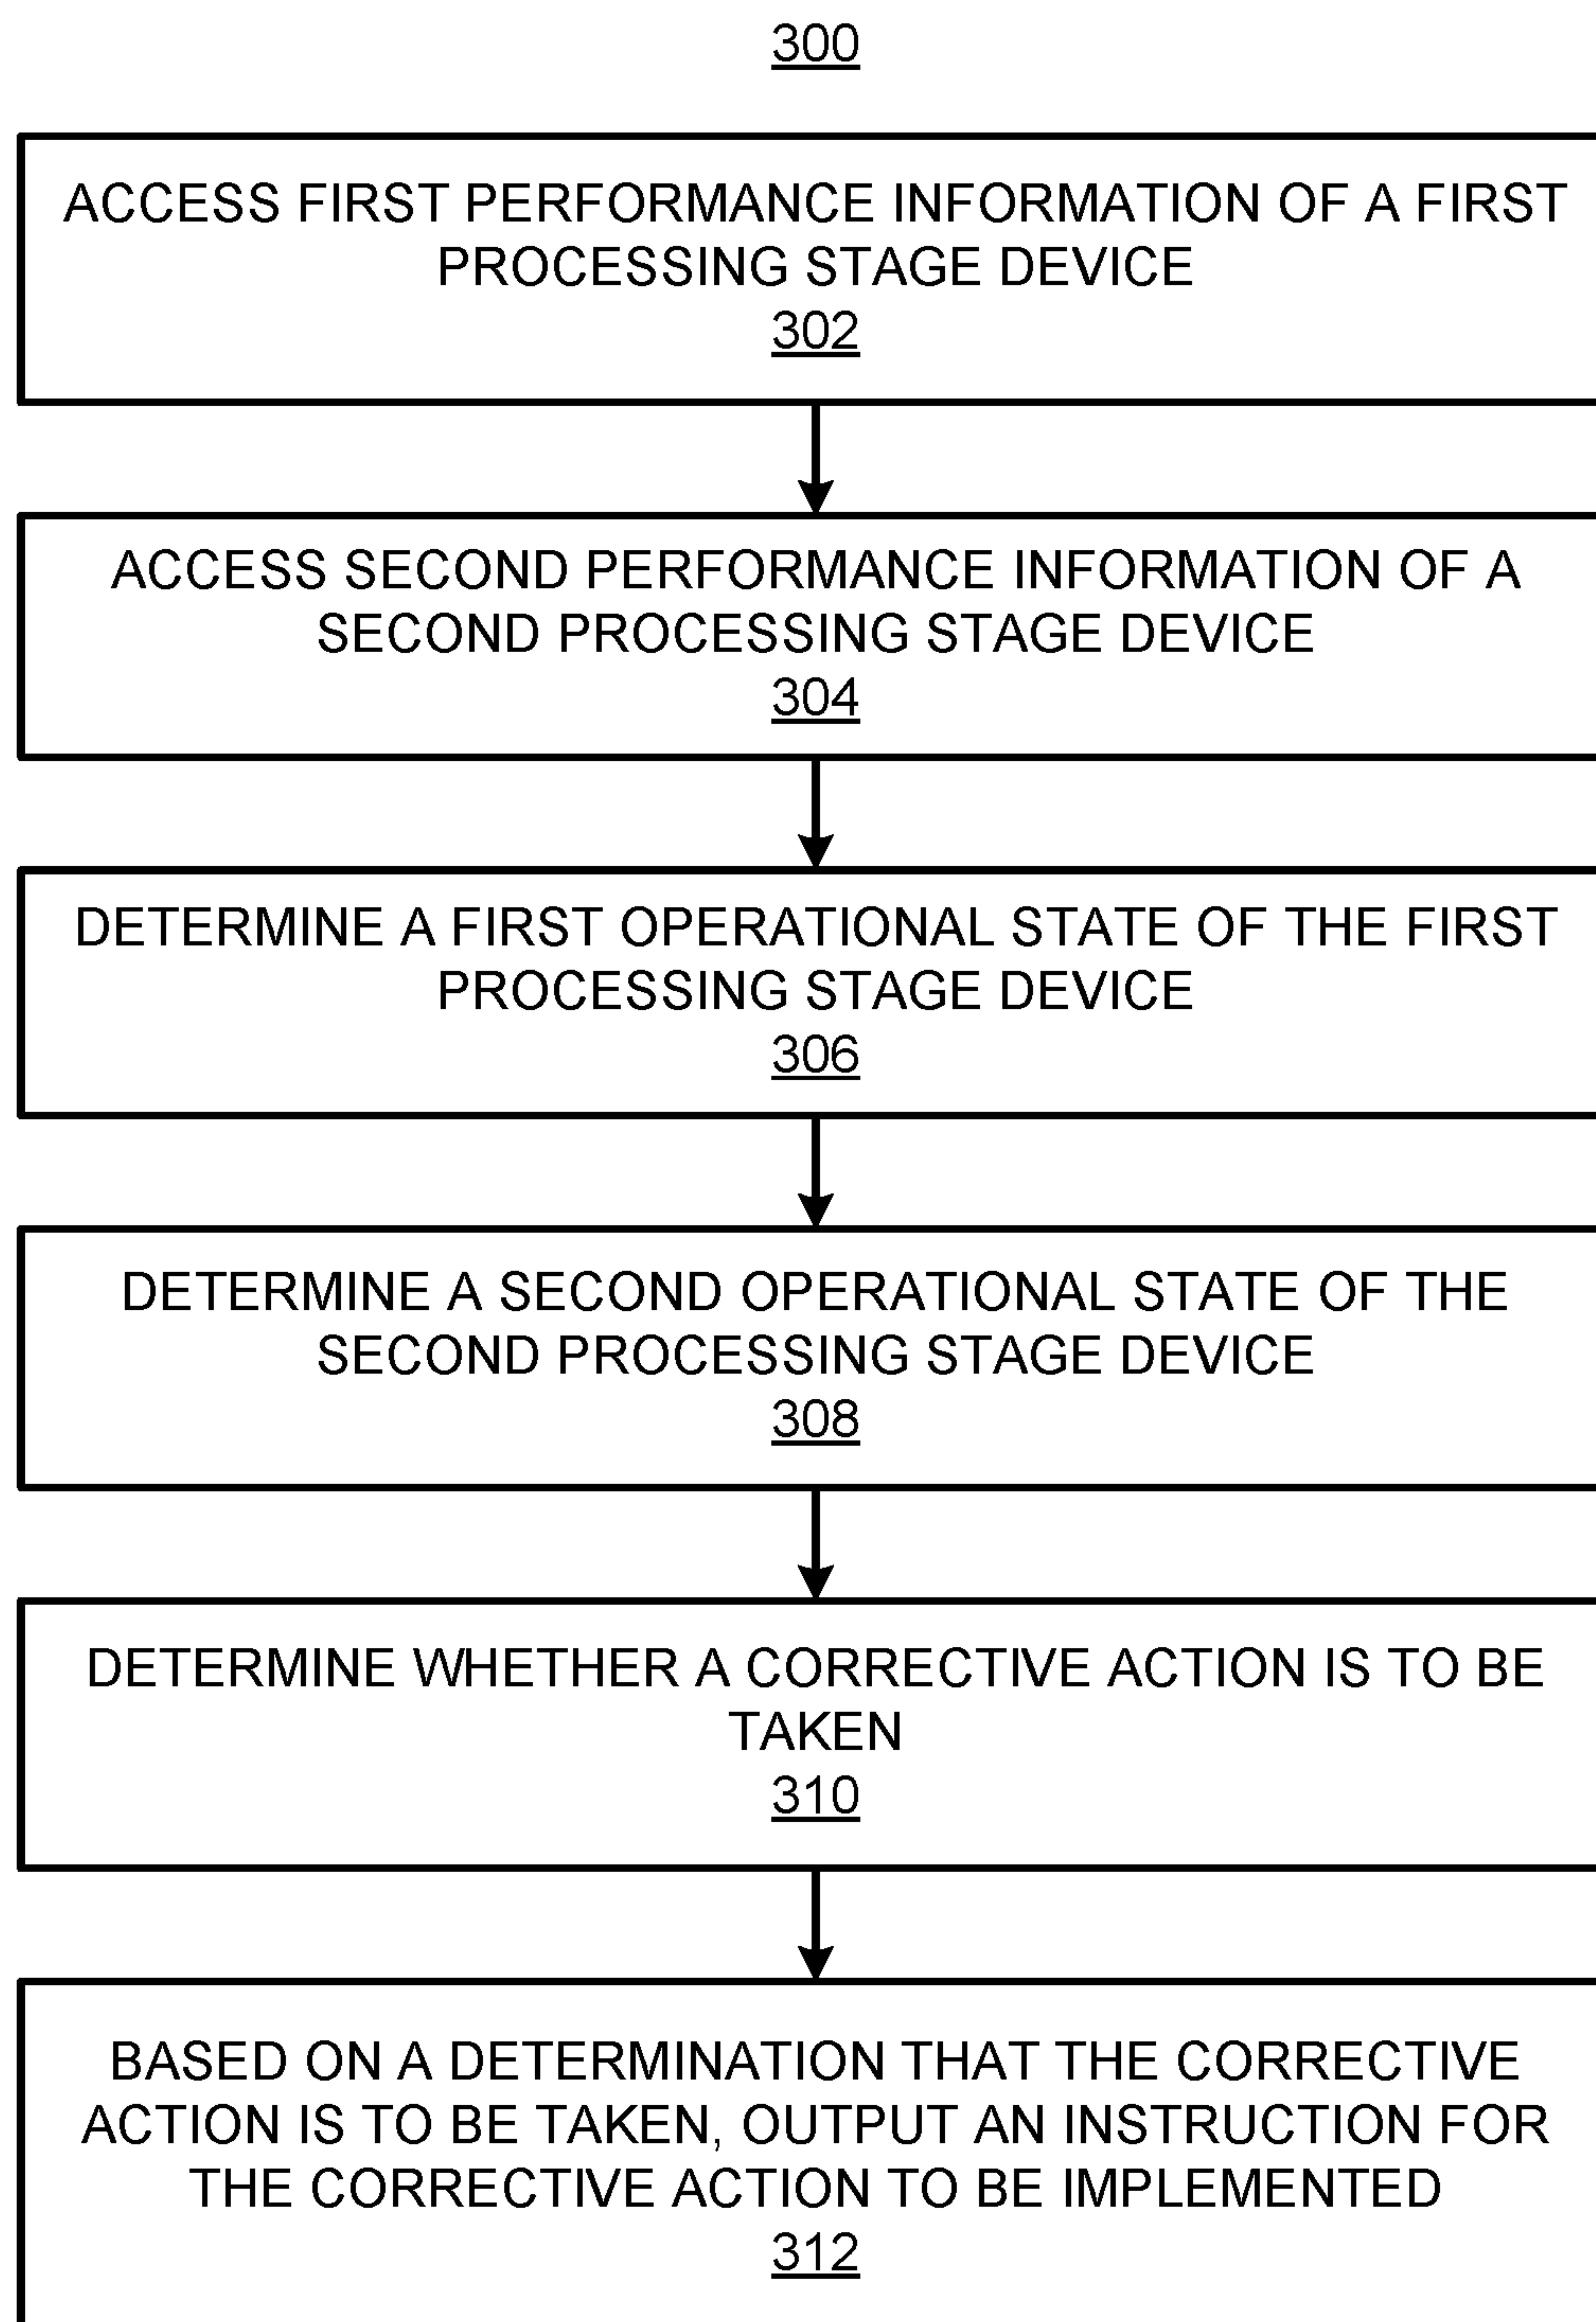 300
ACCESS FIRST PERFORMANCE INFORMATION OF A FIRST
PROCESSING STAGE DEVICE
302
ACCESS SECOND PERFORMANCE INFORMATION OF A
SECOND PROCESSING STAGE DEVICE
304
DETERMINE A FIRST OPERATIONAL STATE OF THE FIRST
PROCESSING STAGE DEVICE
306
DETERMINE A SECOND OPERATIONAL STATE OF THE
SECOND PROCESSING STAGE DEVICE
308
DETERMINE WHETHER A CORRECTIVE ACTION IS TO BE
TAKEN
310
BASED ON A DETERMINATION THAT THE CORRECTIVE
ACTION IS TO BE TAKEN, OUTPUT AN INSTRUCTION FOR
THE CORRECTIVE ACTION TO BE IMPLEMENTED
312